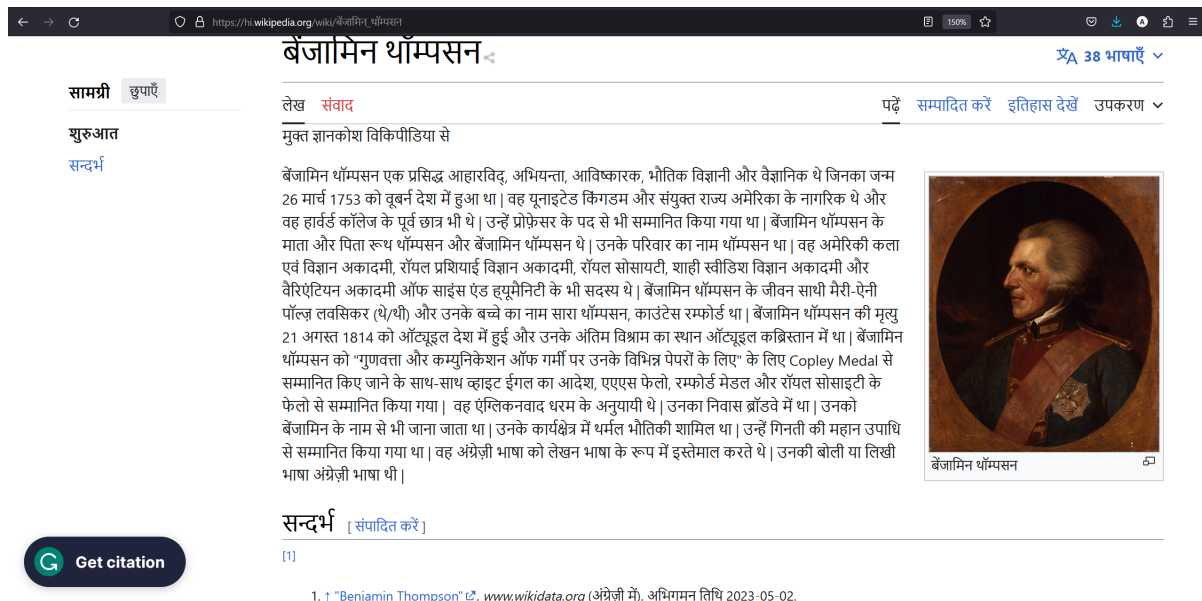 https://hi.wikipedia.org/wiki/बेंजामिन_थॉम्पसन
150%
बेंजामिन थॉम्पसन
38 भाषाएँ
सामग्री
छुपाएँ
शुरुआत
सन्दर्भ
लेख
संवाद
पढ़ें
सम्पादित करें
इतिहास देखें
उपकरण
मुक्त ज्ञानकोश विकिपीडिया से
बेंजामिन थॉम्पसन एक प्रसिद्ध आहारविद्, अभियन्ता, आविष्कारक, भौतिक विज्ञानी और वैज्ञानिक थे जिनका जन्म
26 मार्च 1753 को वूबर्न देश में हुआ था | वह यूनाइटेड किंगडम और संयुक्त राज्य अमेरिका के नागरिक थे और
वह हार्वर्ड कॉलेज के पूर्व छात्र भी थे | उन्हें प्रोफ़ेसर के पद से भी सम्मानित किया गया था | बेंजामिन थॉम्पसन के
माता और पिता रूथ थॉम्पसन और बेंजामिन थॉम्पसन थे | उनके परिवार का नाम थॉम्पसन था | वह अमेरिकी कला
एवं विज्ञान अकादमी, रॉयल प्रशियाई विज्ञान अकादमी, रॉयल सोसायटी, शाही स्वीडिश विज्ञान अकादमी और
वैरिएंटियन अकादमी ऑफ साइंस एंड ह्यूमैनिटी के भी सदस्य थे | बेंजामिन थॉम्पसन के जीवन साथी मैरी-ऐनी
पॉल्ज़ लवसिकर (थे/थी) और उनके बच्चे का नाम सारा थॉम्पसन, काउंटेस रम्फोर्ड था | बेंजामिन थॉम्पसन की मृत्यु
21 अगस्त 1814 को ऑट्यूइल देश में हुई और उनके अंतिम विश्राम का स्थान ऑट्यूइल कब्रिस्तान में था | बेंजामिन
थॉम्पसन को "गुणवत्ता और कम्युनिकेशन ऑफ गर्मी पर उनके विभिन्न पेपरों के लिए" के लिए Copley Medal से
सम्मानित किए जाने के साथ-साथ व्हाइट ईगल का आदेश, एएएस फेलो, रम्फोर्ड मेडल और रॉयल सोसाइटी के
फेलो से सम्मानित किया गया | वह एंग्लिकनवाद धरम के अनुयायी थे | उनका निवास ब्रॉडवे में था | उनको
बेंजामिन के नाम से भी जाना जाता था | उनके कार्यक्षेत्र में थर्मल भौतिकी शामिल था | उन्हें गिनती की महान उपाधि
से सम्मानित किया गया था | वह अंग्रेज़ी भाषा को लेखन भाषा के रूप में इस्तेमाल करते थे | उनकी बोली या लिखी
भाषा अंग्रेज़ी भाषा थी |
बेंजामिन थॉम्पसन
सन्दर्भ [ संपादित करें ]
[1]
Get citation
1. ↑ "Benjamin Thompson". www.wikidata.org (अंग्रेज़ी में). अभिगमन तिथि 2023-05-02.